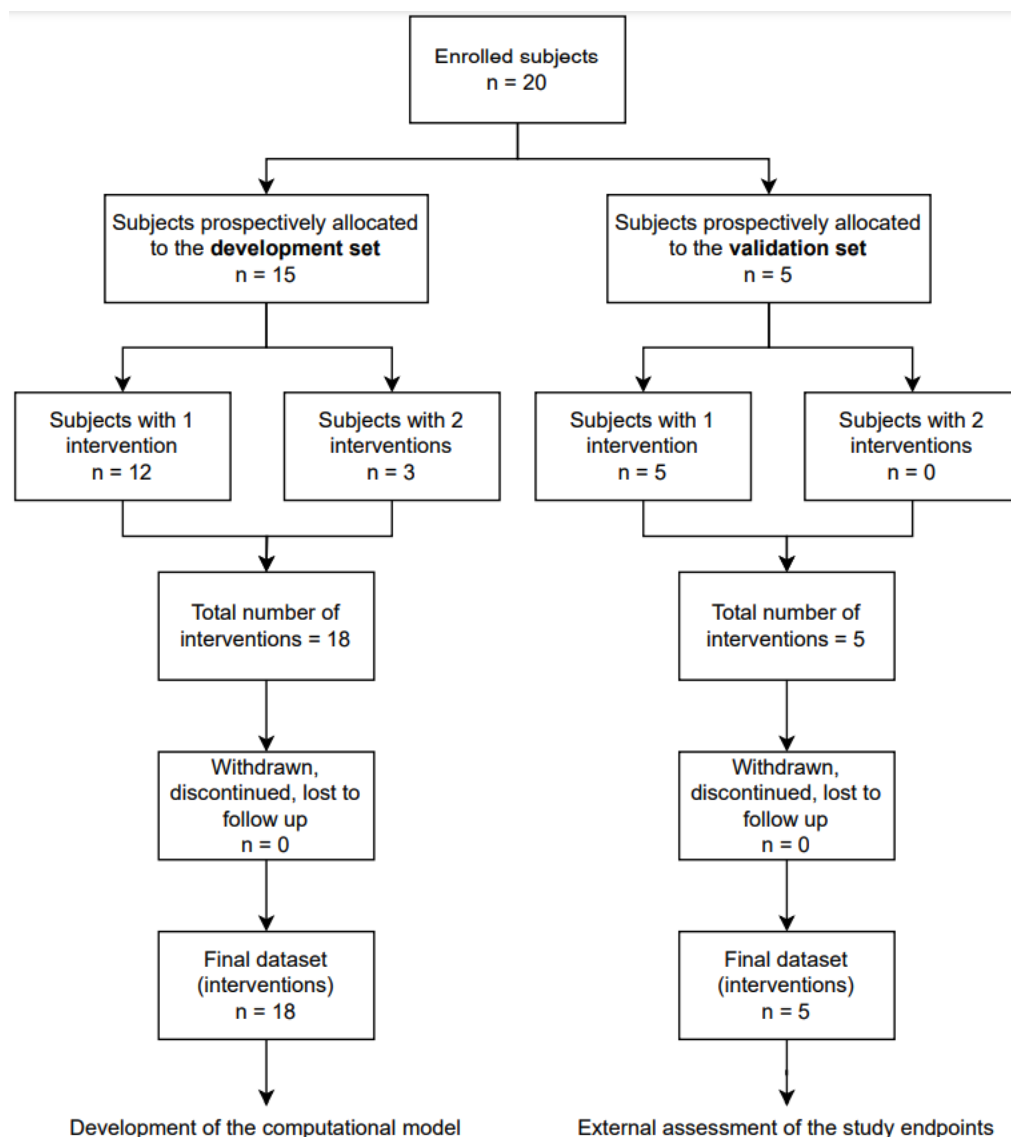 Enrolled subjects
n = 20
Subjects prospectively allocated
to the development set
n = 15
Subjects prospectively allocated
to the validation set
n = 5
Subjects with 1
intervention
n = 12
Subjects with 2
interventions
n = 3
Subjects with 1
intervention
n = 5
Subjects with 2
interventions
n = 0
Total number of
interventions = 18
Total number of
interventions = 5
Withdrawn,
discontinued, lost to
follow up
n = 0
Withdrawn,
discontinued, lost to
follow up
n = 0
Final dataset
(interventions)
n = 18
Final dataset
(interventions)
n = 5
Development of the computational model
External assessment of the study endpoints